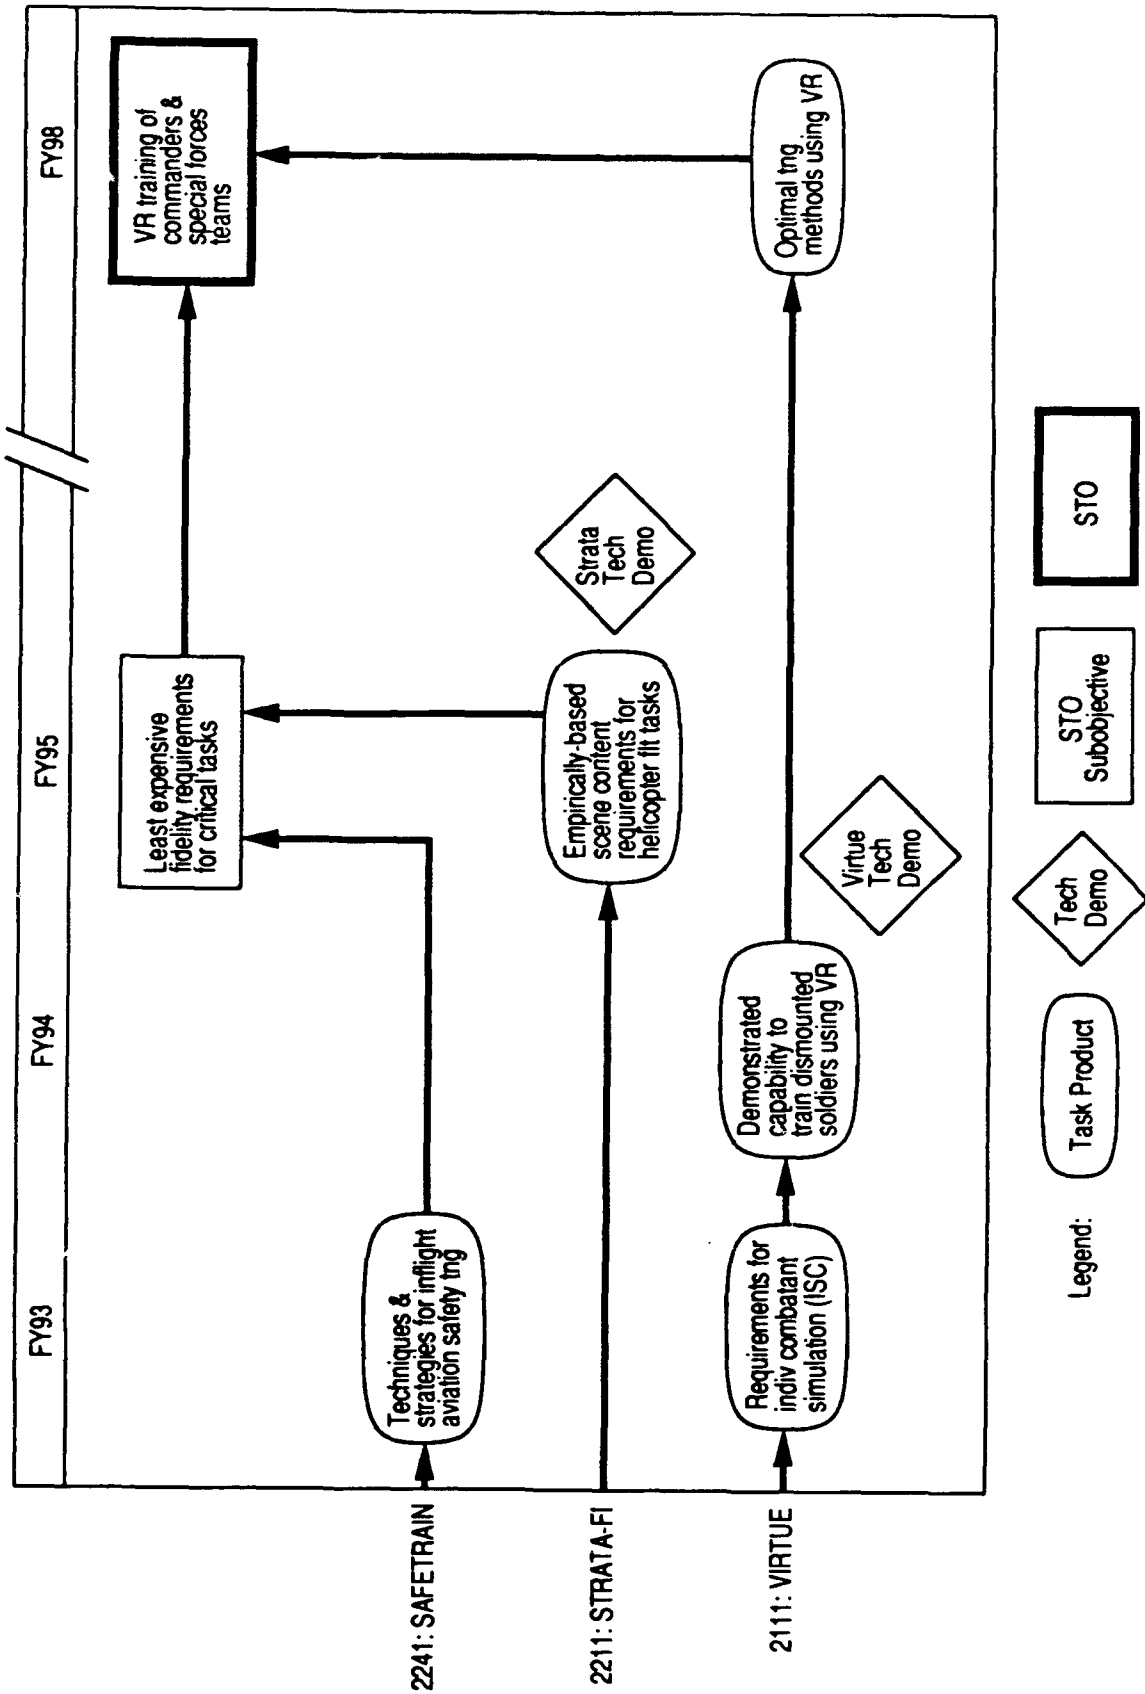 FY93
FY94
FY95
FY98
2241: SAFETRAIN
Techniques &
strategies for inflight
aviation safety tng
Least expensive
fidelity requirements
for critical tasks
VR training of
commanders &
special forces
teams
2211: STRATA-FI
Empirically-based
scene content
requirements for
helicopter flt tasks
Strata
Tech
Demo
2111: VIRTUE
Requirements for
indiv combatant
simulation (ISC)
Demonstrated
capability to
train dismounted
soldiers using VR
Virtue
Tech
Demo
Optimal tng
methods using VR
Legend:
Task Product
Tech
Demo
STO
Subobjective
STO